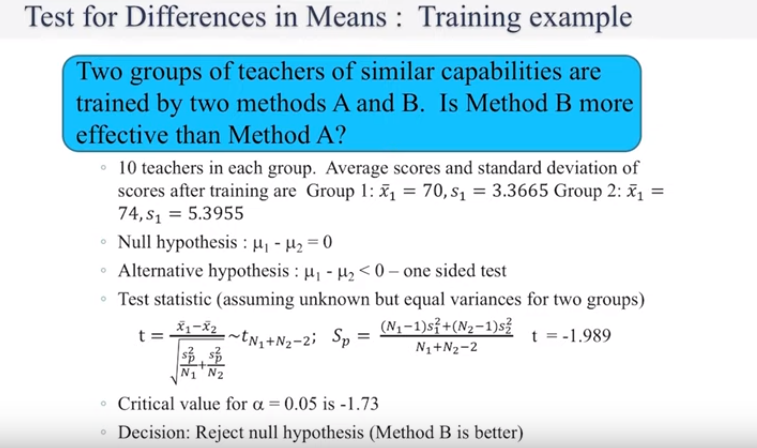 Test for Differences in Means : Training example
Two groups of teachers of similar capabilities are
trained by two methods A and B. Is Method B more
effective than Method A?
◦ 10 teachers in each group. Average scores and standard deviation of
scores after training are Group 1: x̄₁ = 70, s₁ = 3.3665 Group 2: x̄₁ =
74, s₁ = 5.3955
◦ Null hypothesis : μ₁ - μ₂ = 0
◦ Alternative hypothesis : μ₁ - μ₂ < 0 – one sided test
◦ Test statistic (assuming unknown but equal variances for two groups)
t = (x̄₁−x̄₂)/√(s²ₚ/N₁ + s²ₚ/N₂) ~t_{N₁+N₂−2}; Sₚ = ((N₁−1)s₁²+(N₂−1)s₂²)/(N₁+N₂−2) t = -1.989
◦ Critical value for α = 0.05 is -1.73
◦ Decision: Reject null hypothesis (Method B is better)